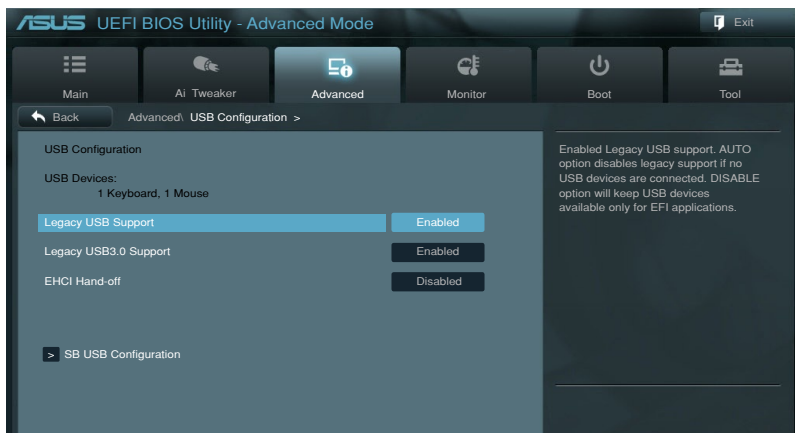 ASUS UEFI BIOS Utility - Advanced Mode
Exit
Main
Ai Tweaker
Advanced
Monitor
Boot
Tool
Back
Advanced\ USB Configuration >
USB Configuration
USB Devices:
1 Keyboard, 1 Mouse
Legacy USB Support Enabled
Legacy USB3.0 Support Enabled
EHCI Hand-off Disabled
> SB USB Configuration
Enabled Legacy USB support. AUTO
option disables legacy support if no
USB devices are connected. DISABLE
option will keep USB devices
available only for EFI applications.